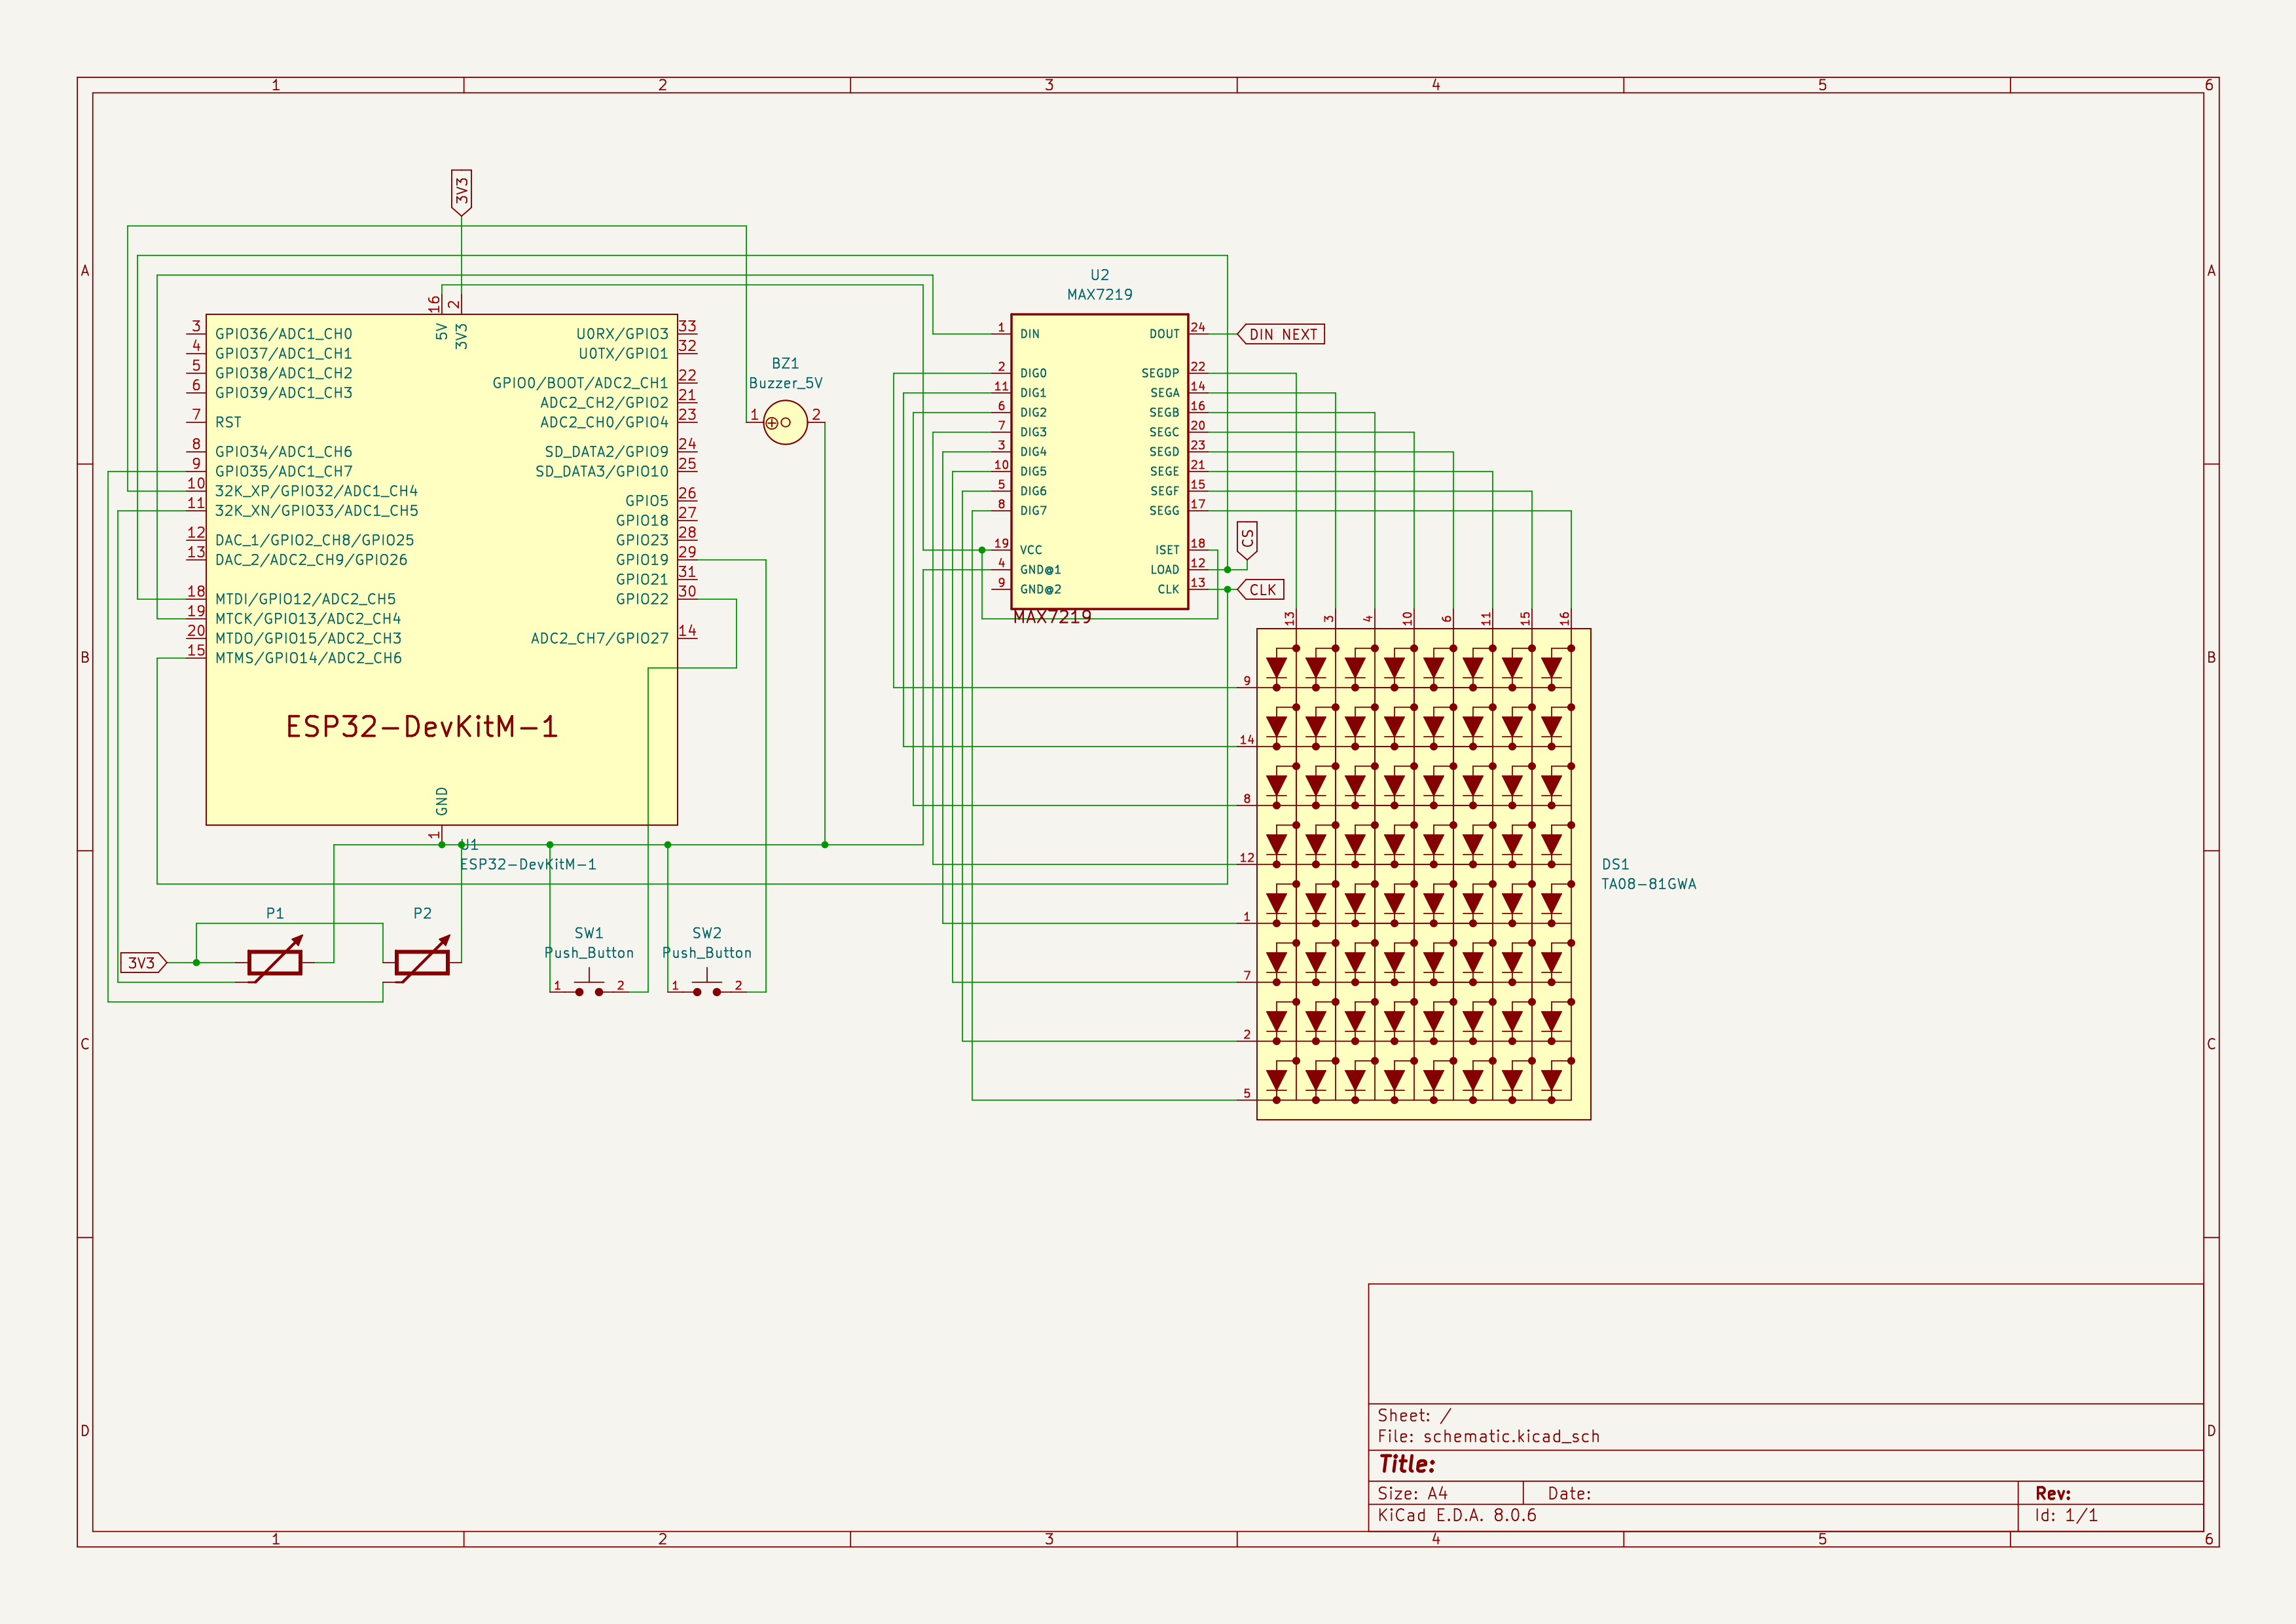 1 2 3 4 5 6
A A
B B
C C
D D
3V3
16 2
5V 3V3
3 GPIO36/ADC1_CH0
4 GPIO37/ADC1_CH1
5 GPIO38/ADC1_CH2
6 GPIO39/ADC1_CH3
7 RST
8 GPIO34/ADC1_CH6
9 GPIO35/ADC1_CH7
10 32K_XP/GPIO32/ADC1_CH4
11 32K_XN/GPIO33/ADC1_CH5
12 DAC_1/GPIO2_CH8/GPIO25
13 DAC_2/ADC2_CH9/GPIO26
18 MTDI/GPIO12/ADC2_CH5
19 MTCK/GPIO13/ADC2_CH4
20 MTDO/GPIO15/ADC2_CH3
15 MTMS/GPIO14/ADC2_CH6
U0RX/GPIO3 33
U0TX/GPIO1 32
GPIO0/BOOT/ADC2_CH1 22
ADC2_CH2/GPIO2 21
ADC2_CH0/GPIO4 23
SD_DATA2/GPIO9 24
SD_DATA3/GPIO10 25
GPIO5 26
GPIO18 27
GPIO23 28
GPIO19 29
GPIO21 31
GPIO22 30
ADC2_CH7/GPIO27 14
ESP32-DevKitM-1
GND
1
U1
ESP32-DevKitM-1
BZ1
Buzzer_5V
1 2
U2
MAX7219
1 DIN
2 DIG0
11 DIG1
6 DIG2
7 DIG3
3 DIG4
10 DIG5
5 DIG6
8 DIG7
19 VCC
4 GND@1
9 GND@2
DOUT 24
SEGDP 22
SEGA 14
SEGB 16
SEGC 20
SEGD 23
SEGE 21
SEGF 15
SEGG 17
ISET 18
LOAD 12
CLK 13
MAX7219
DIN NEXT
CS
CLK
13 3 4 10 6 11 15 16
9
14
8
12
1
7
2
5
DS1
TA08-81GWA
P1
P2
3V3
SW1
Push_Button
1 2
SW2
Push_Button
1 2
Sheet: /
File: schematic.kicad_sch
Title:
Size: A4 Date: Rev:
KiCad E.D.A. 8.0.6 Id: 1/1
1 2 3 4 5 6